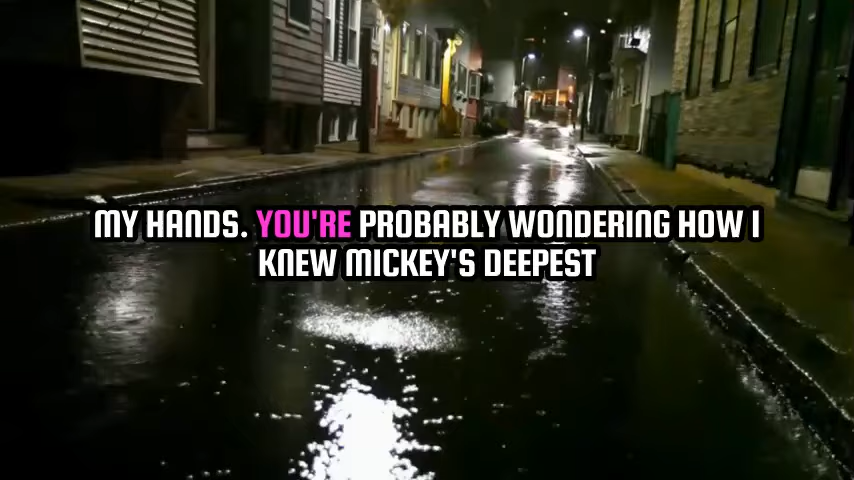 MY HANDS. YOU'RE PROBABLY WONDERING HOW I
KNEW MICKEY'S DEEPEST